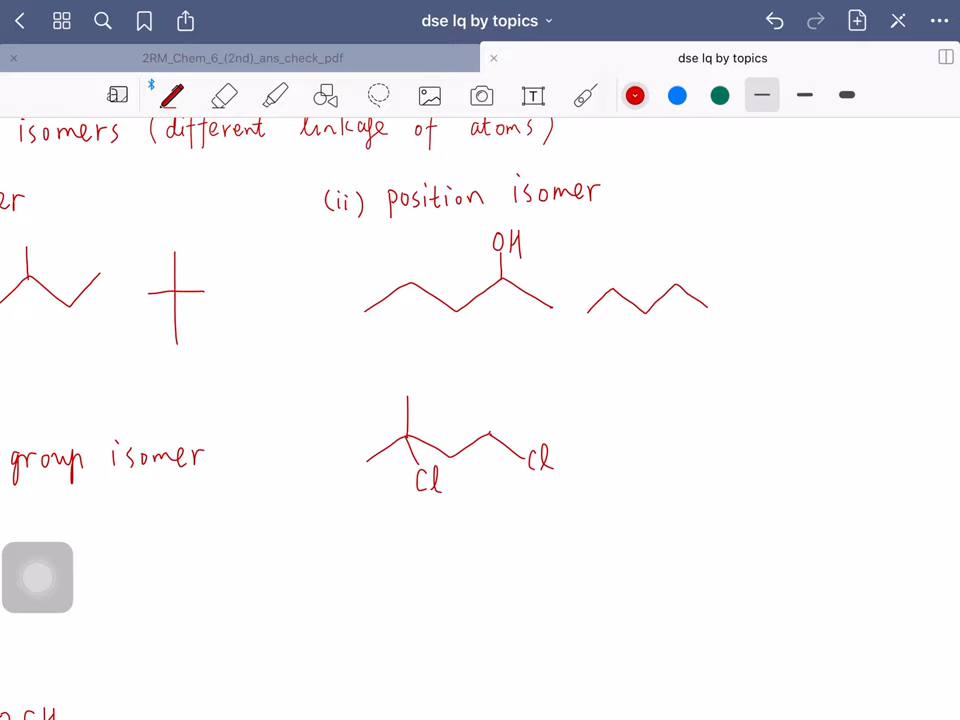 dse lq by topics
2RM_Chem_6_(2nd)_ans_check_pdf
dse lq by topics
T
isomers (different linkage of atoms)
er
(ii) position isomer
OH
group isomer
Cl
Cl